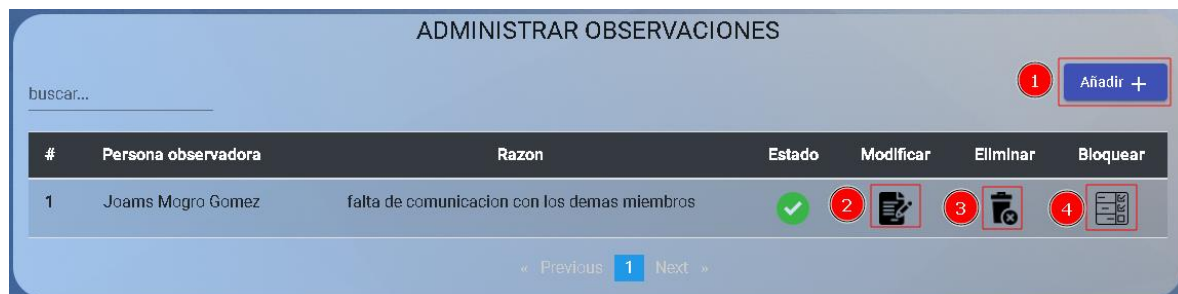 ADMINISTRAR OBSERVACIONES
1 Añadir +
buscar...
# Persona observadora Razon Estado Modificar Eliminar Bloquear
1 Joams Mogro Gomez falta de comunicacion con los demas miembros 2 3 4
« Previous 1 Next »